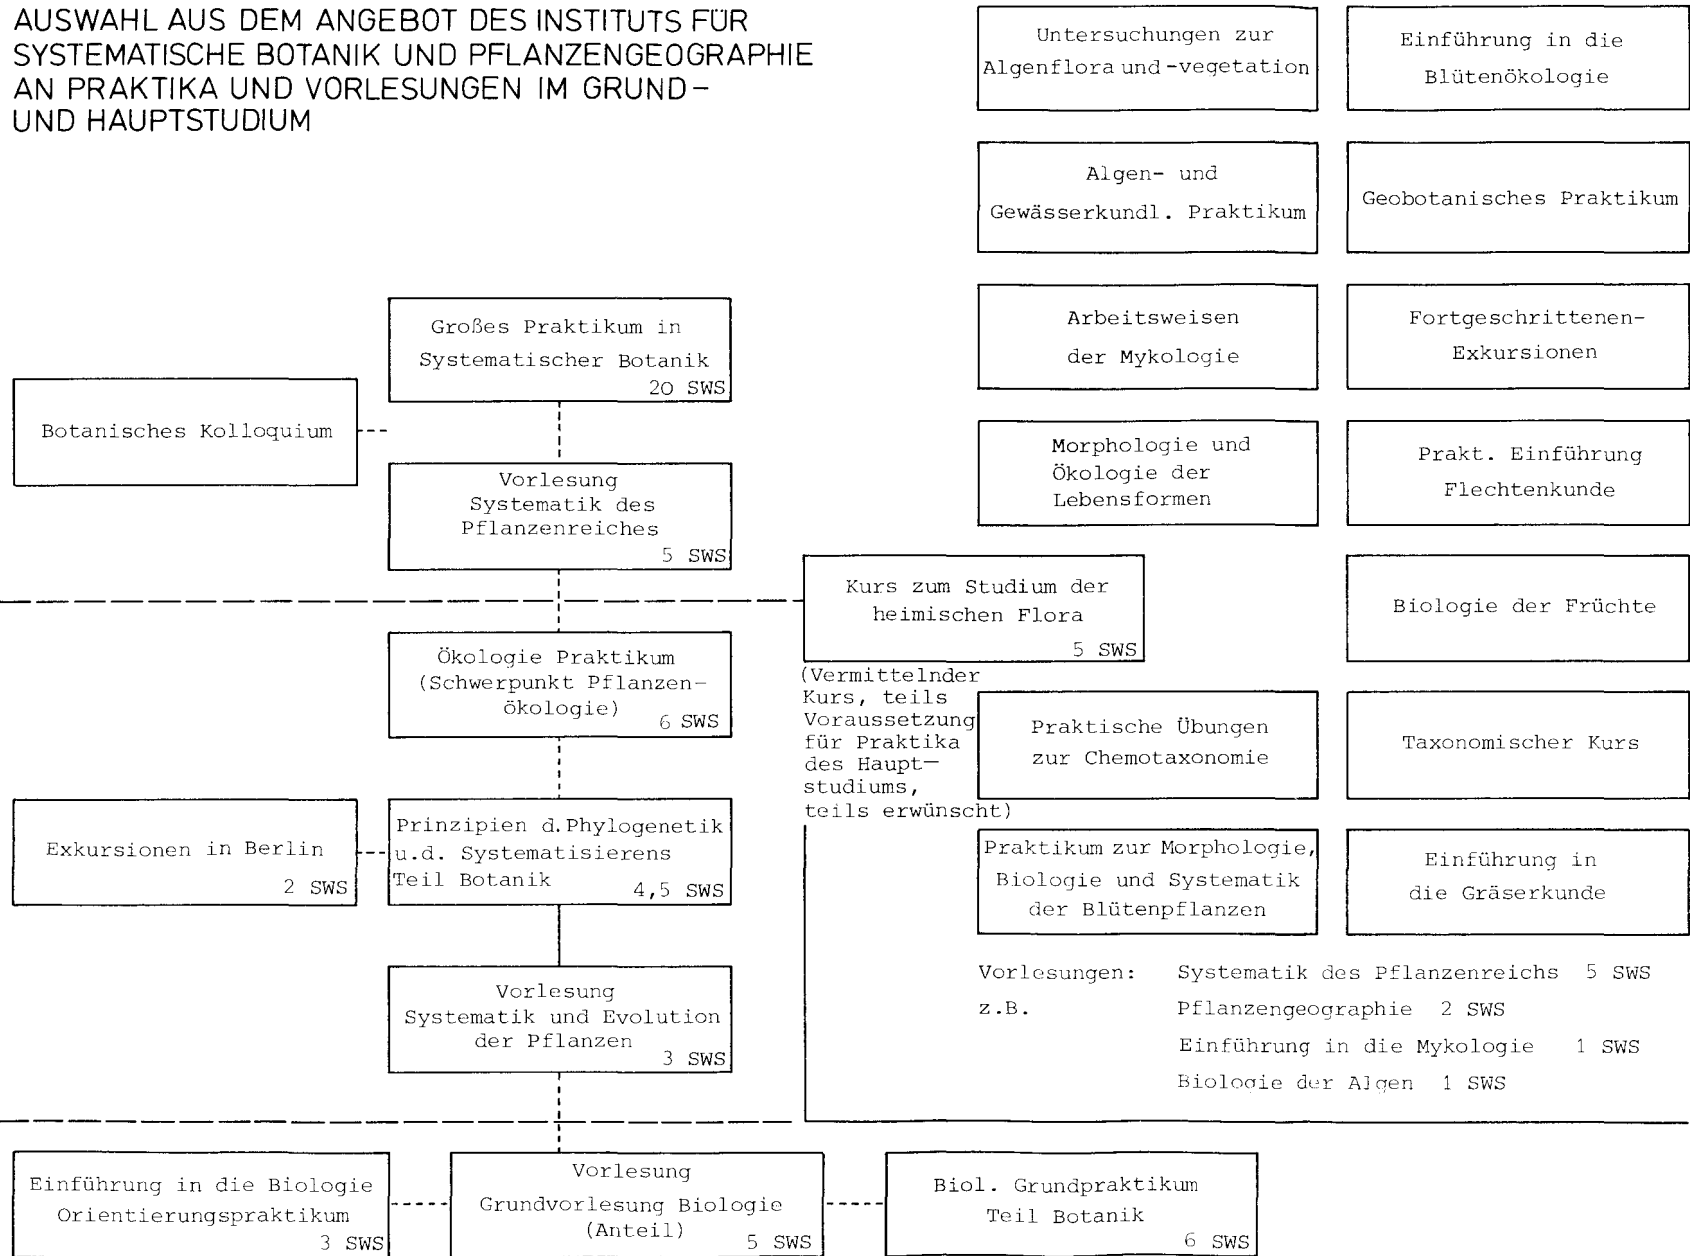 AUSWAHL AUS DEM ANGEBOT DES INSTITUTS FÜR
SYSTEMATISCHE BOTANIK UND PFLANZENGEOGRAPHIE
AN PRAKTIKA UND VORLESUNGEN IM GRUND-
UND HAUPTSTUDIUM
Großes Praktikum in
Systematischer Botanik
20 SWS
Botanisches Kolloquium
Vorlesung
Systematik des
Pflanzenreiches
5 SWS
Ökologie Praktikum
(Schwerpunkt Pflanzen-
ökologie)
6 SWS
Exkursionen in Berlin
2 SWS
Prinzipien d.Phylogenetik
u.d. Systematisierens
Teil Botanik
4,5 SWS
Vorlesung
Systematik und Evolution
der Pflanzen
3 SWS
Einführung in die Biologie
Orientierungspraktikum
3 SWS
Vorlesung
Grundvorlesung Biologie
(Anteil)
5 SWS
Biol. Grundpraktikum
Teil Botanik
6 SWS
Kurs zum Studium der
heimischen Flora
5 SWS
(Vermittelnder
Kurs, teils
Voraussetzung
für Praktika
des Haupt-
studiums,
teils erwünscht)
Untersuchungen zur
Algenflora und -vegetation
Einführung in die
Blütenökologie
Algen- und
Gewässerkundl. Praktikum
Geobotanisches Praktikum
Arbeitsweisen
der Mykologie
Fortgeschrittenen-
Exkursionen
Morphologie und
Ökologie der
Lebensformen
Prakt. Einführung
Flechtenkunde
Biologie der Früchte
Praktische Übungen
zur Chemotaxonomie
Taxonomischer Kurs
Praktikum zur Morphologie,
Biologie und Systematik
der Blütenpflanzen
Einführung in
die Gräserkunde
Vorlesungen: Systematik des Pflanzenreichs 5 SWS
z.B. Pflanzengeographie 2 SWS
Einführung in die Mykologie 1 SWS
Biologie der Algen 1 SWS